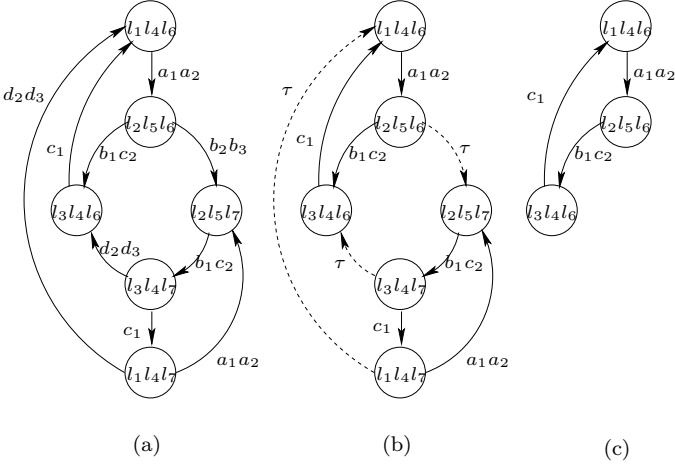 l₁l₄l₆
l₁l₄l₆
l₁l₄l₆
a₁a₂
a₁a₂
a₁a₂
d₂d₃
τ
c₁
l₂l₅l₆
l₂l₅l₆
l₂l₅l₆
c₁
b₁c₂
b₂b₃
c₁
b₁c₂
τ
b₁c₂
l₃l₄l₆
l₂l₅l₇
l₃l₄l₆
l₂l₅l₇
l₃l₄l₆
d₂d₃
b₁c₂
τ
b₁c₂
l₃l₄l₇
l₃l₄l₇
c₁
c₁
a₁a₂
a₁a₂
l₁l₄l₇
l₁l₄l₇
(a)
(b)
(c)